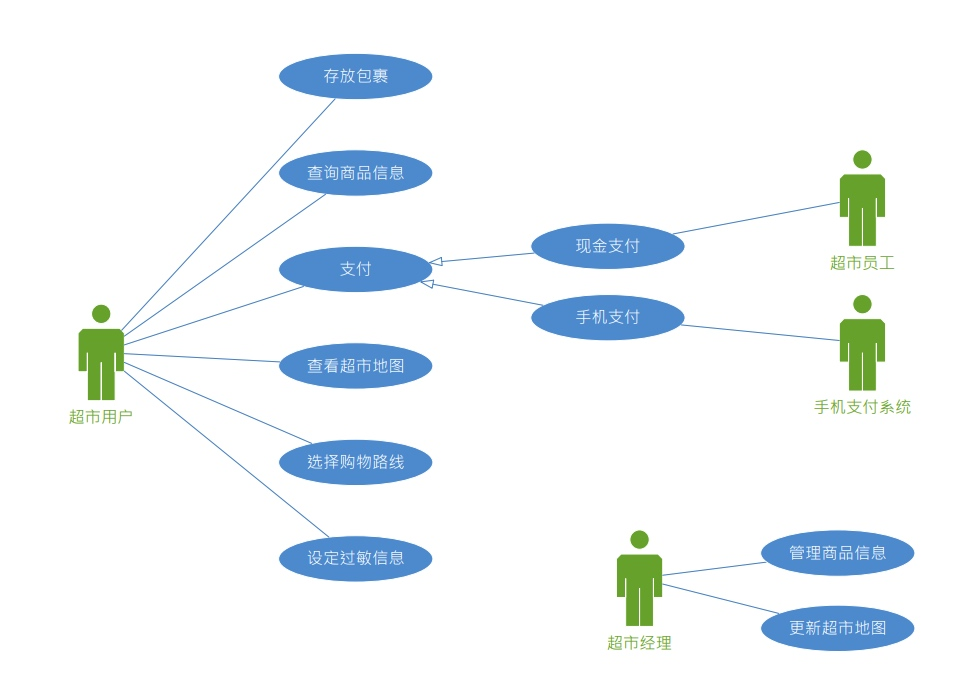 存放包裹
查询商品信息
支付
查看超市地图
选择购物路线
设定过敏信息
超市用户
现金支付
手机支付
超市员工
手机支付系统
超市经理
管理商品信息
更新超市地图